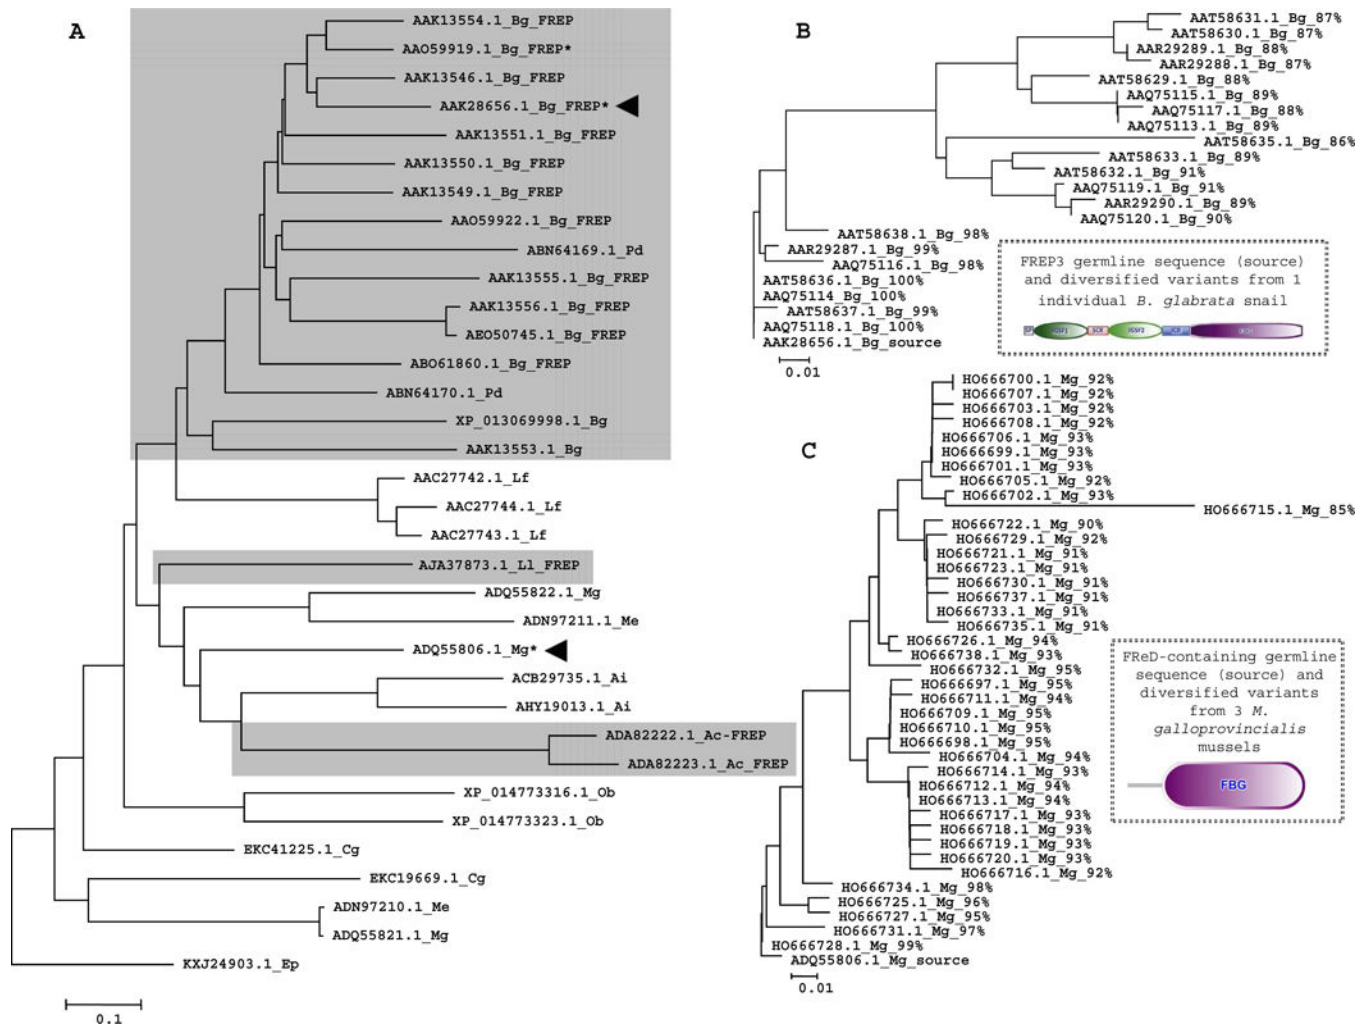 A
AAK13554.1_Bg_FREP
AAO59919.1_Bg_FREP*
AAK13546.1_Bg_FREP
AAK28656.1_Bg_FREP*
AAK13551.1_Bg_FREP
AAK13550.1_Bg_FREP
AAK13549.1_Bg_FREP
AAO59922.1_Bg_FREP
ABN64169.1_Pd
AAK13555.1_Bg_FREP
AAK13556.1_Bg_FREP
AEO50745.1_Bg_FREP
ABO61860.1_Bg_FREP
ABN64170.1_Pd
XP_013069998.1_Bg
AAK13553.1_Bg
AAC27742.1_Lf
AAC27744.1_Lf
AAC27743.1_Lf
AJA37873.1_Ll_FREP
ADQ55822.1_Mg
ADN97211.1_Me
ADQ55806.1_Mg*
ACB29735.1_Ai
AHY19013.1_Ai
ADA82222.1_Ac-FREP
ADA82223.1_Ac_FREP
XP_014773316.1_Ob
XP_014773323.1_Ob
EKC41225.1_Cg
EKC19669.1_Cg
ADN97210.1_Me
ADQ55821.1_Mg
KXJ24903.1_Ep
0.1
B
AAT58631.1_Bg_87%
AAT58630.1_Bg_87%
AAR29289.1_Bg_88%
AAR29288.1_Bg_87%
AAT58629.1_Bg_88%
AAQ75115.1_Bg_89%
AAQ75117.1_Bg_88%
AAQ75113.1_Bg_89%
AAT58635.1_Bg_86%
AAT58633.1_Bg_89%
AAT58632.1_Bg_91%
AAQ75119.1_Bg_91%
AAR29290.1_Bg_89%
AAQ75120.1_Bg_90%
AAT58638.1_Bg_98%
AAR29287.1_Bg_99%
AAQ75116.1_Bg_98%
AAT58636.1_Bg_100%
AAQ75114_Bg_100%
AAT58637.1_Bg_99%
AAQ75118.1_Bg_100%
AAK28656.1_Bg_source
0.01
FREP3 germline sequence (source)
and diversified variants from 1
individual B. glabrata snail
SP IGSF1 SCR IGSF2 ICR
C
HO666700.1_Mg_92%
HO666707.1_Mg_92%
HO666703.1_Mg_92%
HO666708.1_Mg_92%
HO666706.1_Mg_93%
HO666699.1_Mg_93%
HO666701.1_Mg_93%
HO666705.1_Mg_92%
HO666702.1_Mg_93%
HO666715.1_Mg_85%
HO666722.1_Mg_90%
HO666729.1_Mg_92%
HO666721.1_Mg_91%
HO666723.1_Mg_91%
HO666730.1_Mg_91%
HO666737.1_Mg_91%
HO666733.1_Mg_91%
HO666735.1_Mg_91%
HO666726.1_Mg_94%
HO666738.1_Mg_93%
HO666732.1_Mg_95%
HO666697.1_Mg_95%
HO666711.1_Mg_94%
HO666709.1_Mg_95%
HO666710.1_Mg_95%
HO666698.1_Mg_95%
HO666704.1_Mg_94%
HO666714.1_Mg_93%
HO666712.1_Mg_94%
HO666713.1_Mg_94%
HO666717.1_Mg_93%
HO666718.1_Mg_93%
HO666719.1_Mg_93%
HO666720.1_Mg_93%
HO666716.1_Mg_92%
HO666734.1_Mg_98%
HO666725.1_Mg_96%
HO666727.1_Mg_95%
HO666731.1_Mg_97%
HO666728.1_Mg_99%
ADQ55806.1_Mg_source
0.01
FReD-containing germline
sequence (source) and
diversified variants
from 3 M.
galloprovincialis
mussels
FBG